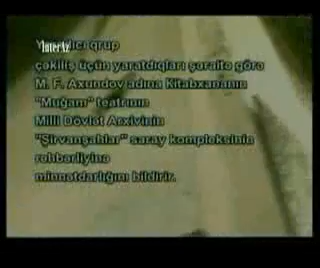 Interaz
qrup
çəkiliş üçün yaratdıqları şəraitə görə
M. F. Axundov adına Kitabxananın
"Muğam" teatrının
Milli Dövlət Arxivinin
"Şirvanşahlar" saray kompleksinin
rəhbərliyinə
minnətdarlığını bildirir.